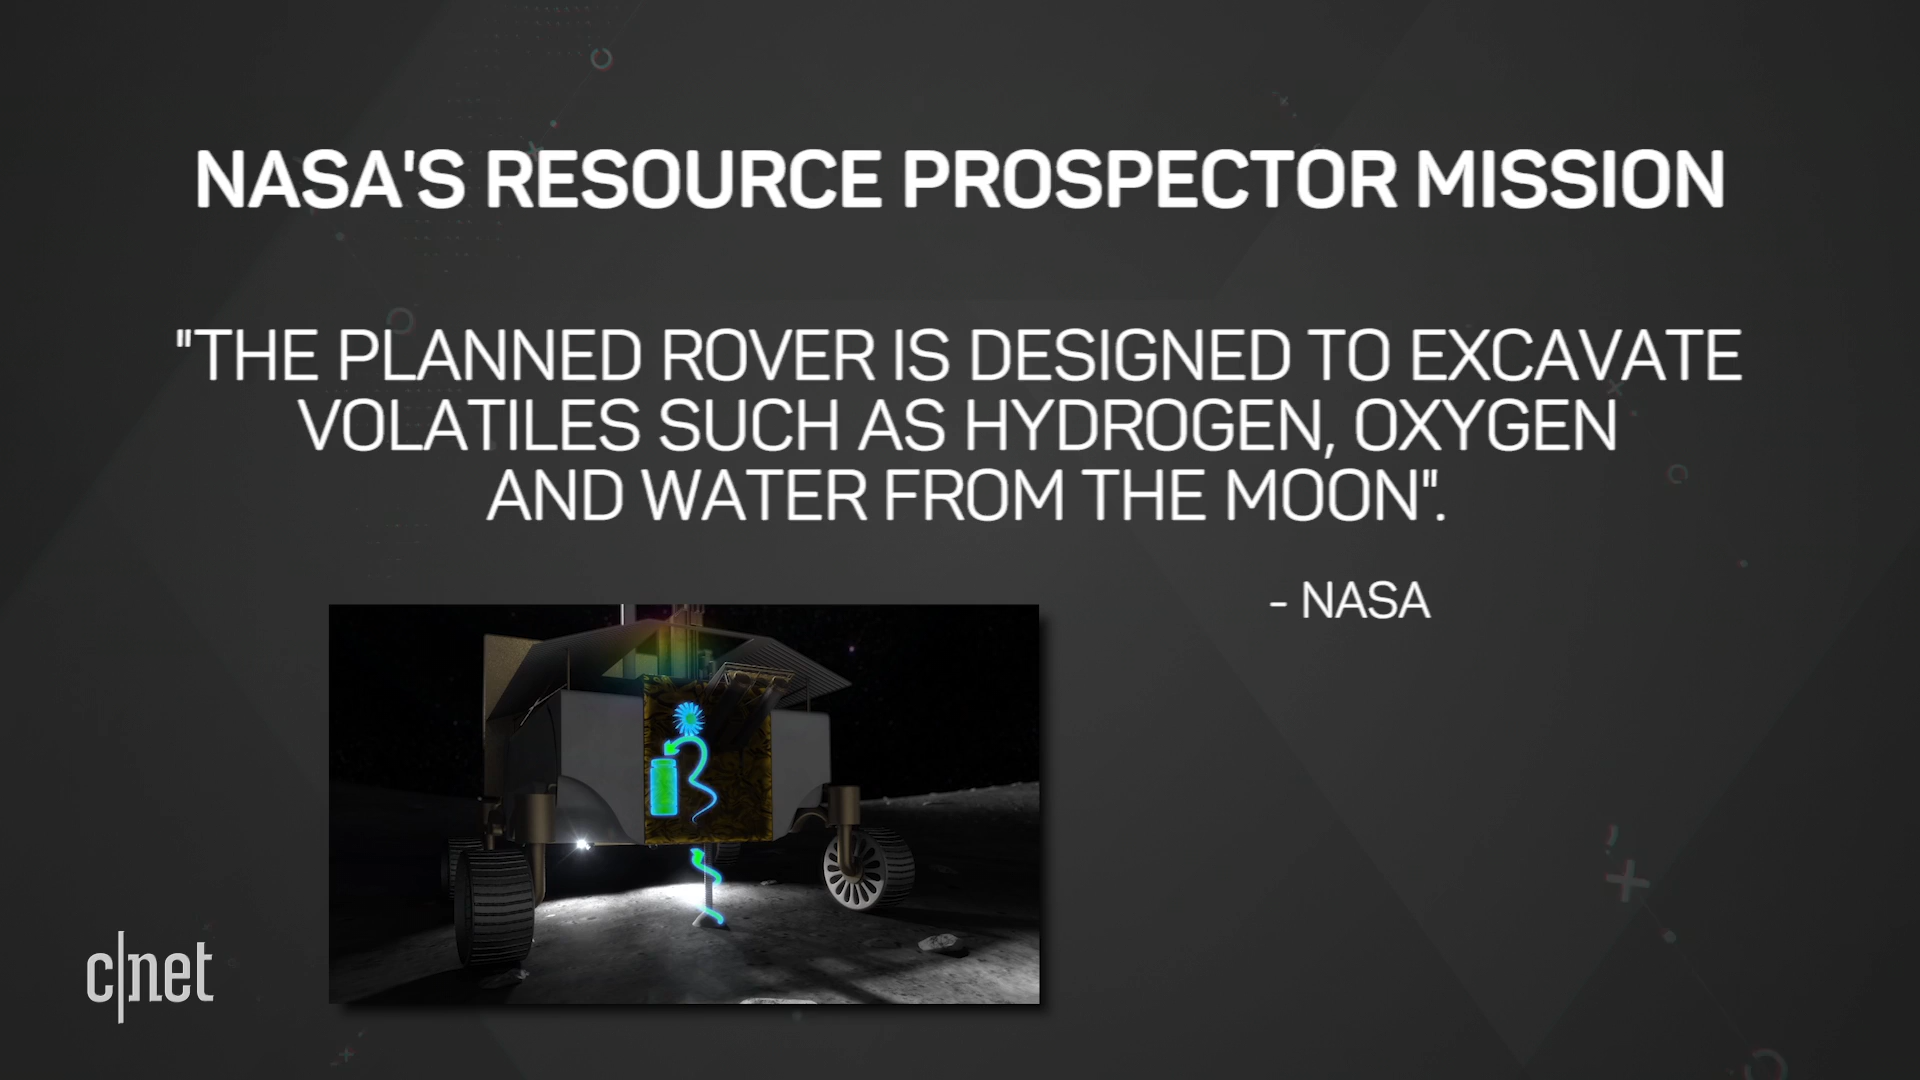 NASA'S RESOURCE PROSPECTOR MISSION
"THE PLANNED ROVER IS DESIGNED TO EXCAVATE
VOLATILES SUCH AS HYDROGEN, OXYGEN
AND WATER FROM THE MOON".
- NASA
c|net